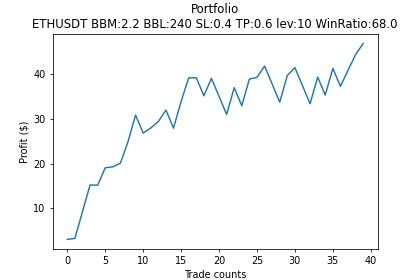 Portfolio
ETHUSDT BBM:2.2 BBL:240 SL:0.4 TP:0.6 lev:10 WinRatio:68.0
40
30
20
10
Profit ($)
0 5 10 15 20 25 30 35 40
Trade counts